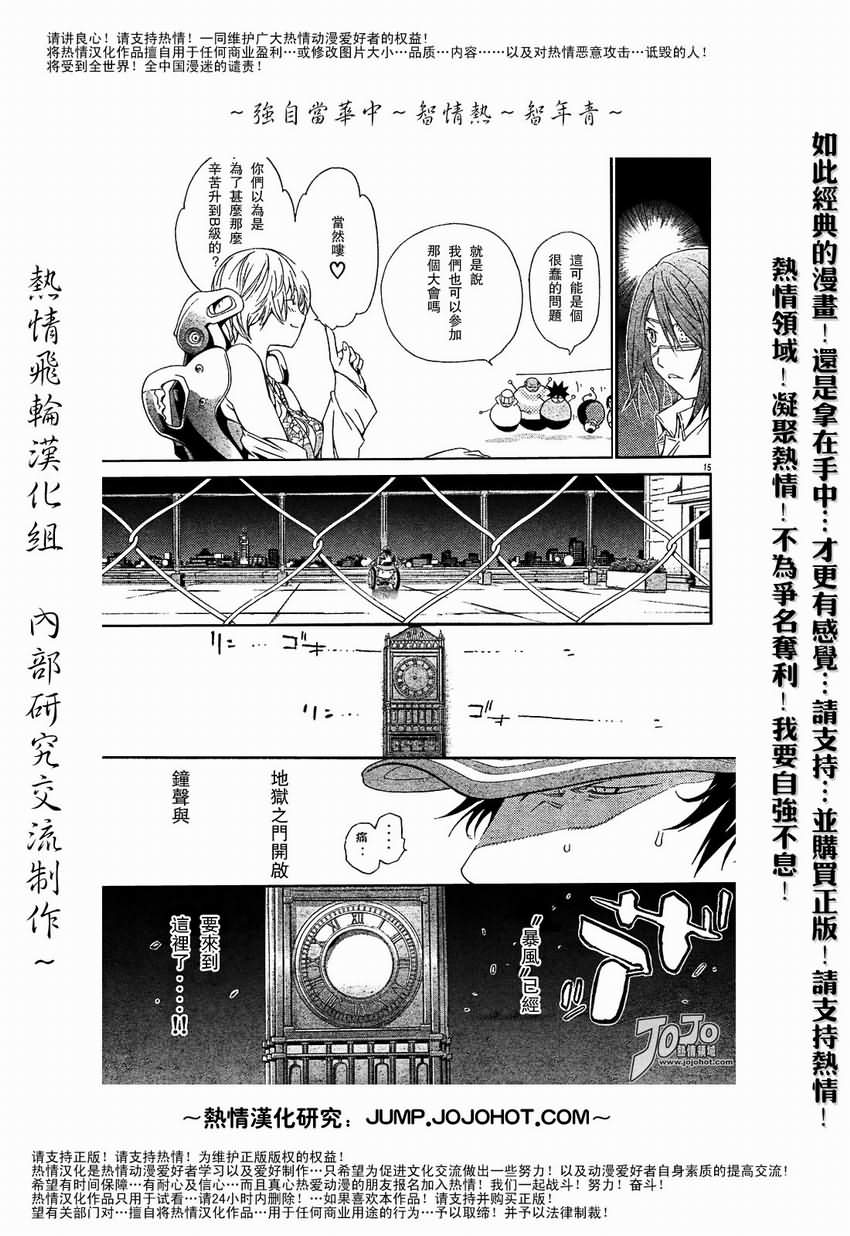 请讲良心！请支持热情！一同维护广大热情动漫爱好者的权益！
将热情汉化作品擅自用于任何商业盈利…或修改图片大小…品质…内容……以及对热情恶意攻击…诋毁的人！
将受到全世界！全中国漫迷的谴责！
～強自當華中～智情熱～智年青～
如此經典的漫畫！還是拿在手中…才更有感覺…請支持…並購買正版！請支持熱情！
熱情領域！凝聚熱情！不為爭名奪利！我要自強不息！
熱情飛輪漢化組　內部研究交流制作～
這可能是個
很蠢的問題
就是說
我們也可以參加
那個大會嗎
當然嘍
♡
你們以為是
為了甚麼那麼
辛苦升到B級的？
15
ゴオ…
リン…
ゴオ…
リン…
…痛…
地獄之門開啟
鐘聲與
〝暴風〞已經
要來到
這裡了……!!
XII
JOJO
熱情領域
www.jojohot.com
～熱情漢化研究：JUMP.JOJOHOT.COM～
请支持正版！请支持热情！为维护正版版权的权益！
热情汉化是热情动漫爱好者学习以及爱好制作…只希望为促进文化交流做出一些努力！以及动漫爱好者自身素质的提高交流！
希望有时间保障…有耐心及信心…而且真心热爱动漫的朋友报名加入热情！我们一起战斗！努力！奋斗！
热情汉化作品只用于试看…请24小时内删除！…如果喜欢本作品！请支持并购买正版！
望有关部门对…擅自将热情汉化作品…用于任何商业用途的行为…予以取缔！并予以法律制裁！